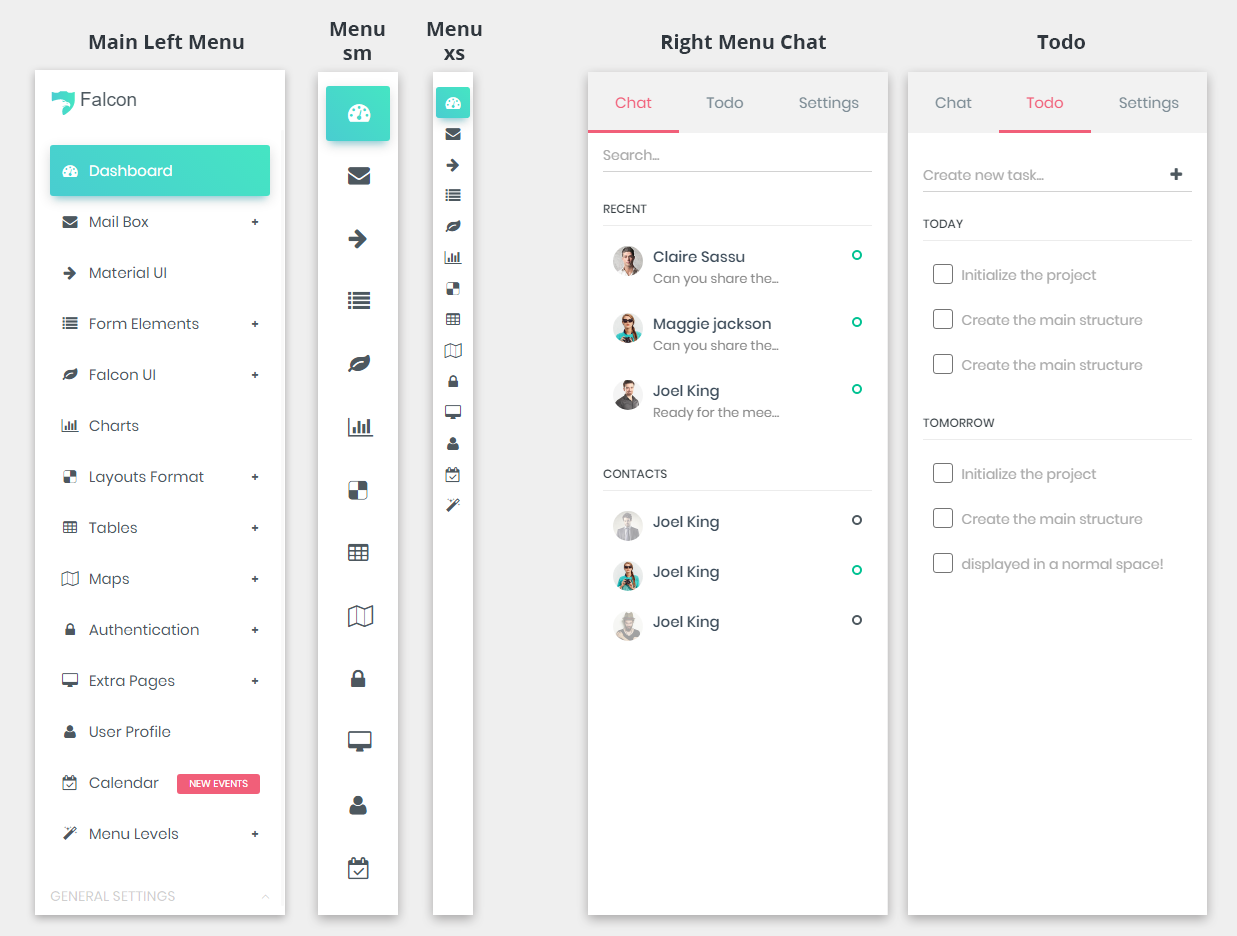 Main Left Menu
Falcon
Dashboard
Mail Box +
Material UI
Form Elements +
Falcon UI +
Charts
Layouts Format +
Tables +
Maps +
Authentication +
Extra Pages +
User Profile
Calendar NEW EVENTS
Menu Levels +
GENERAL SETTINGS
Menu
sm
Menu
xs
Right Menu Chat
Chat Todo Settings
Search...
RECENT
Claire Sassu
Can you share the...
Maggie jackson
Can you share the...
Joel King
Ready for the mee...
CONTACTS
Joel King
Joel King
Joel King
Todo
Chat Todo Settings
Create new task... +
TODAY
Initialize the project
Create the main structure
Create the main structure
TOMORROW
Initialize the project
Create the main structure
displayed in a normal space!